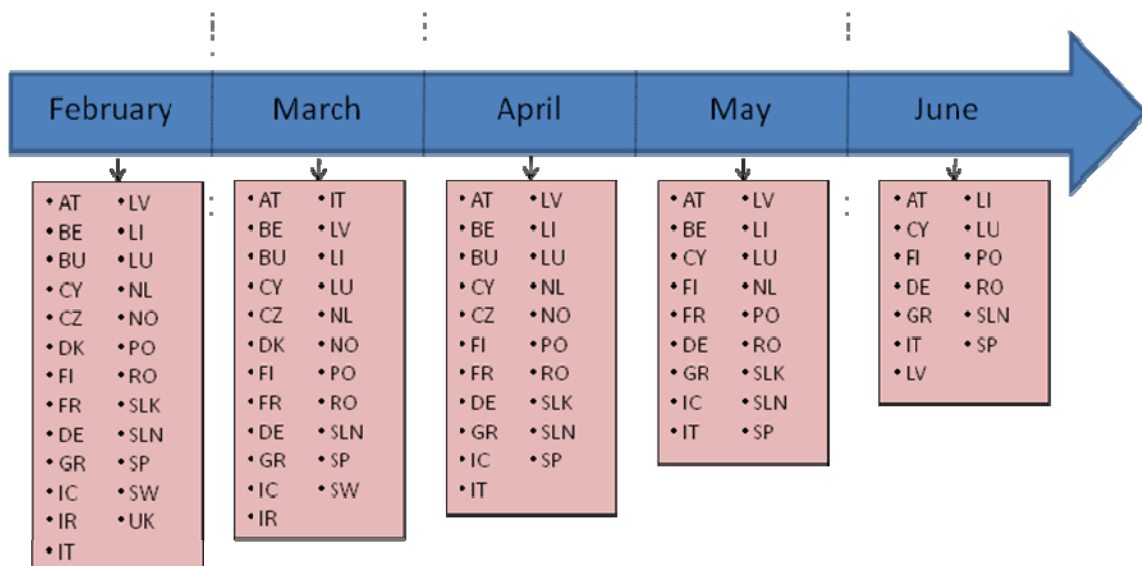 February
March
April
May
June
• AT
• BE
• BU
• CY
• CZ
• DK
• FI
• FR
• DE
• GR
• IC
• IR
• IT
• LV
• LI
• LU
• NL
• NO
• PO
• RO
• SLK
• SLN
• SP
• SW
• UK
• AT
• BE
• BU
• CY
• CZ
• DK
• FI
• FR
• DE
• GR
• IC
• IR
• IT
• LV
• LI
• LU
• NL
• NO
• PO
• RO
• SLN
• SP
• SW
• AT
• BE
• BU
• CY
• CZ
• FI
• FR
• DE
• GR
• IC
• IT
• LV
• LI
• LU
• NL
• NO
• PO
• RO
• SLK
• SLN
• SP
• AT
• BE
• CY
• FI
• FR
• DE
• GR
• IC
• IT
• LV
• LI
• LU
• NL
• PO
• RO
• SLK
• SLN
• SP
• AT
• CY
• FI
• DE
• GR
• IT
• LV
• LI
• LU
• PO
• RO
• SLN
• SP